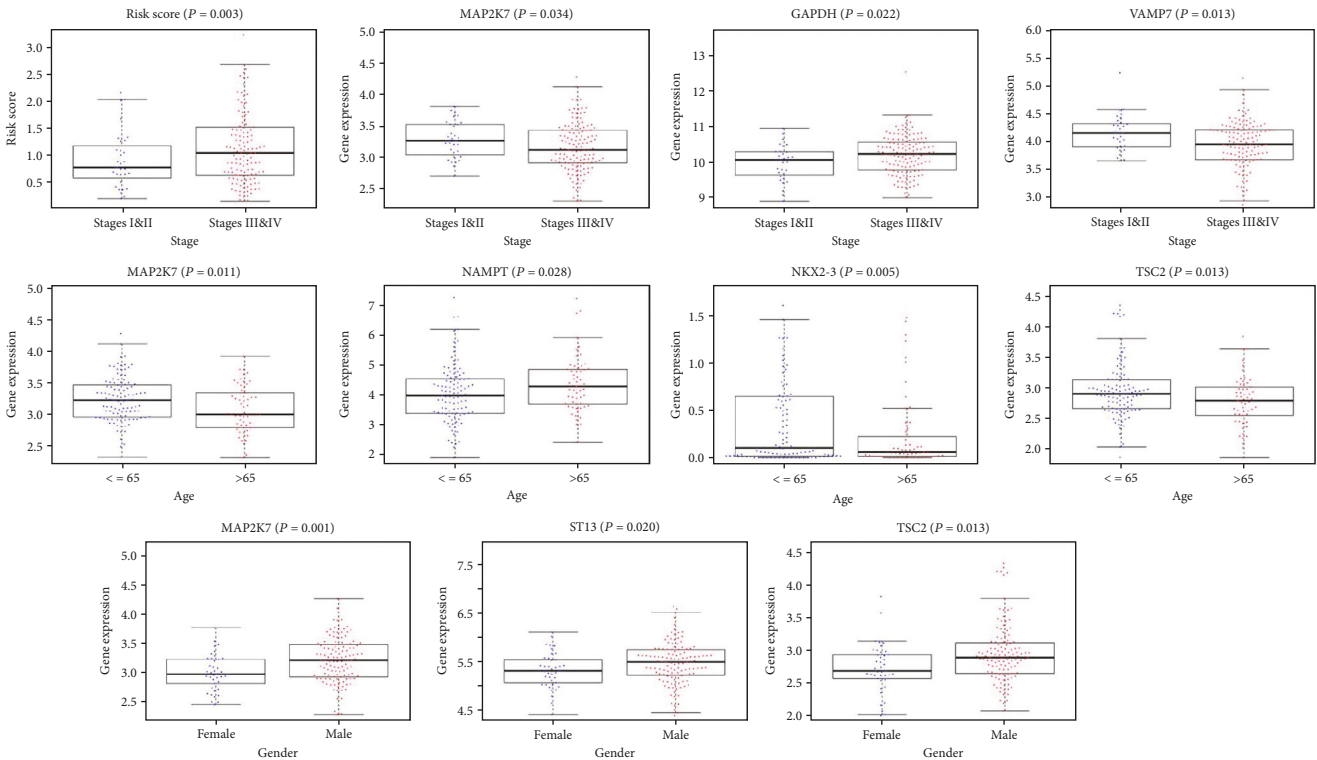 Risk score (P = 0.003)
Risk score
3.0
2.5
2.0
1.5
1.0
0.5
Stages I&II
Stages III&IV
Stage
MAP2K7 (P = 0.034)
Gene expression
5.0
4.5
4.0
3.5
3.0
2.5
Stages I&II
Stages III&IV
Stage
GAPDH (P = 0.022)
Gene expression
13
12
11
10
9
Stages I&II
Stages III&IV
Stage
VAMP7 (P = 0.013)
Gene expression
6.0
5.5
5.0
4.5
4.0
3.5
3.0
Stages I&II
Stages III&IV
Stage
MAP2K7 (P = 0.011)
Gene expression
5.0
4.5
4.0
3.5
3.0
2.5
< = 65
>65
Age
NAMPT (P = 0.028)
Gene expression
7
6
5
4
3
2
< = 65
>65
Age
NKX2-3 (P = 0.005)
Gene expression
1.5
1.0
0.5
0.0
< = 65
>65
Age
TSC2 (P = 0.013)
Gene expression
4.5
4.0
3.5
3.0
2.5
2.0
< = 65
>65
Age
MAP2K7 (P = 0.001)
Gene expression
5.0
4.5
4.0
3.5
3.0
2.5
Female
Male
Gender
ST13 (P = 0.020)
Gene expression
7.5
6.5
5.5
4.5
Female
Male
Gender
TSC2 (P = 0.013)
Gene expression
4.5
4.0
3.5
3.0
2.5
2.0
Female
Male
Gender